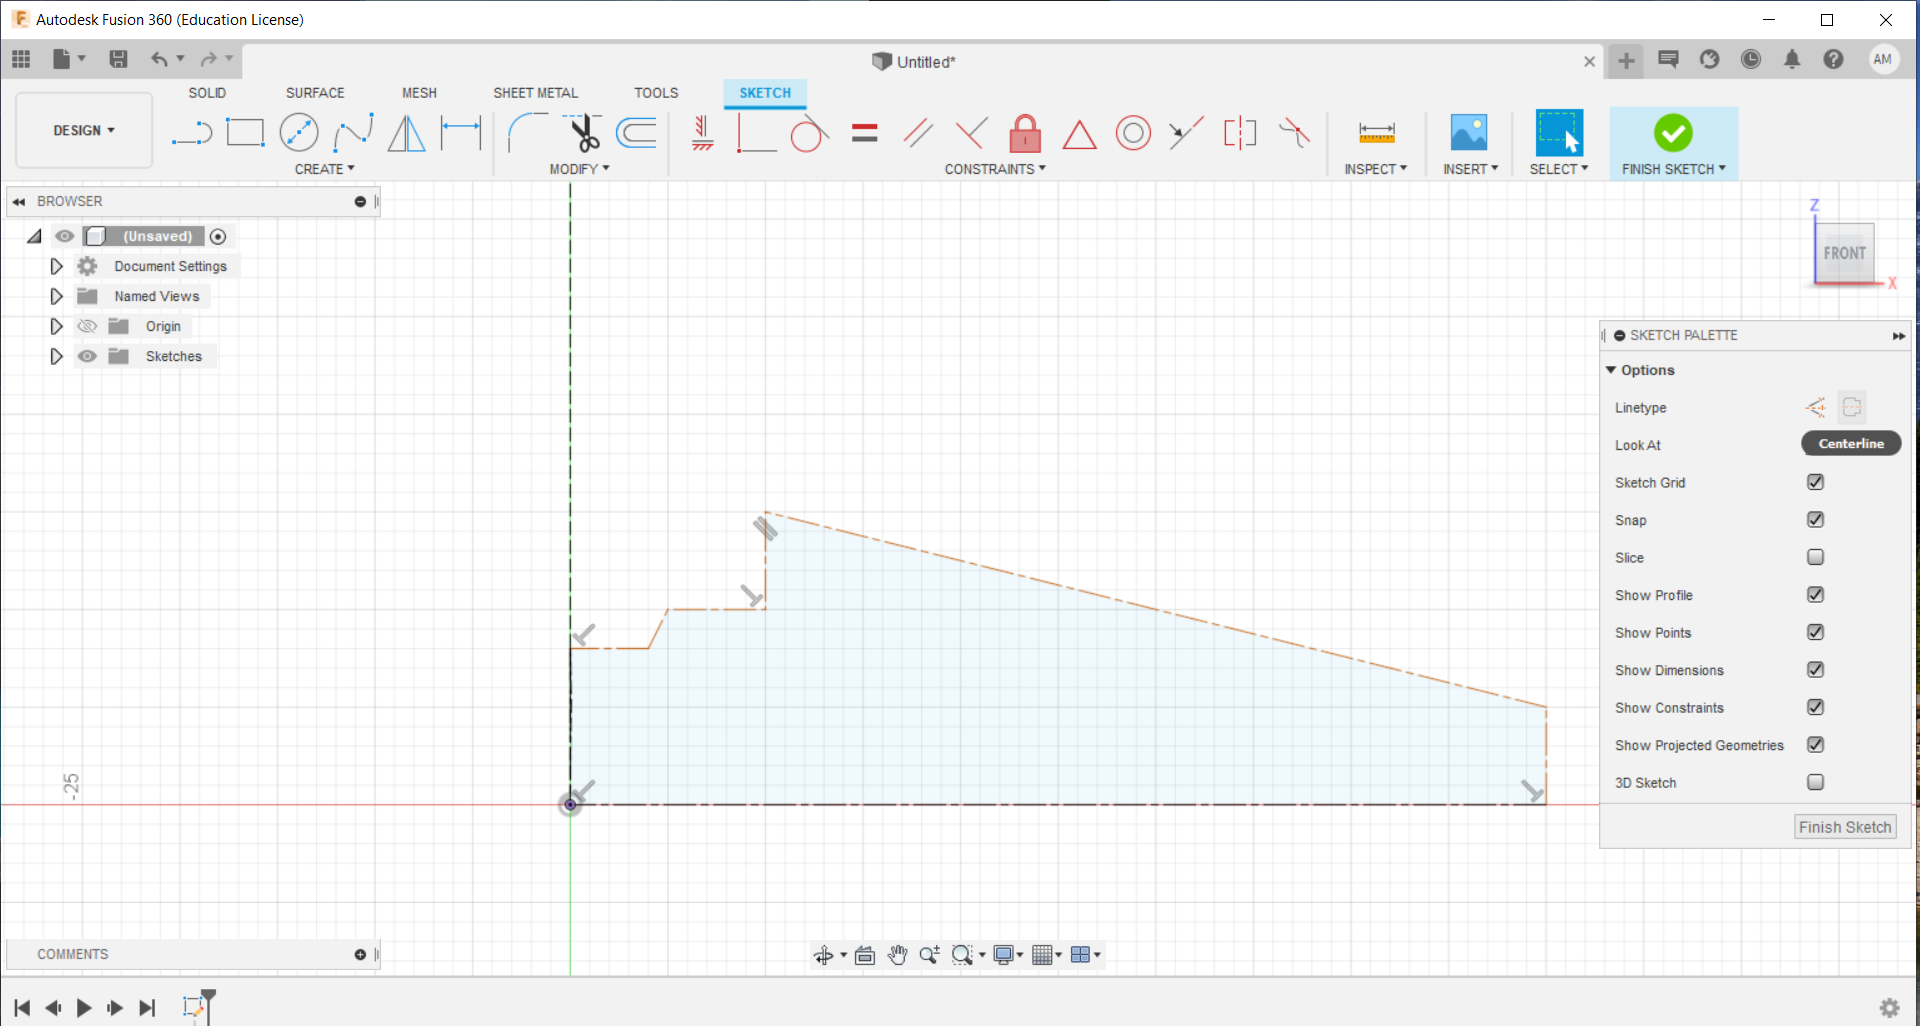 Autodesk Fusion 360 (Education License)
Untitled*
AM
SOLID SURFACE MESH SHEET METAL TOOLS SKETCH
DESIGN
CREATE MODIFY CONSTRAINTS INSPECT INSERT SELECT FINISH SKETCH
BROWSER
(Unsaved)
Document Settings
Named Views
Origin
Sketches
Z
FRONT
X
SKETCH PALETTE
Options
Linetype
Look At
Centerline
Sketch Grid
Snap
Slice
Show Profile
Show Points
Show Dimensions
Show Constraints
Show Projected Geometries
3D Sketch
Finish Sketch
-25
COMMENTS